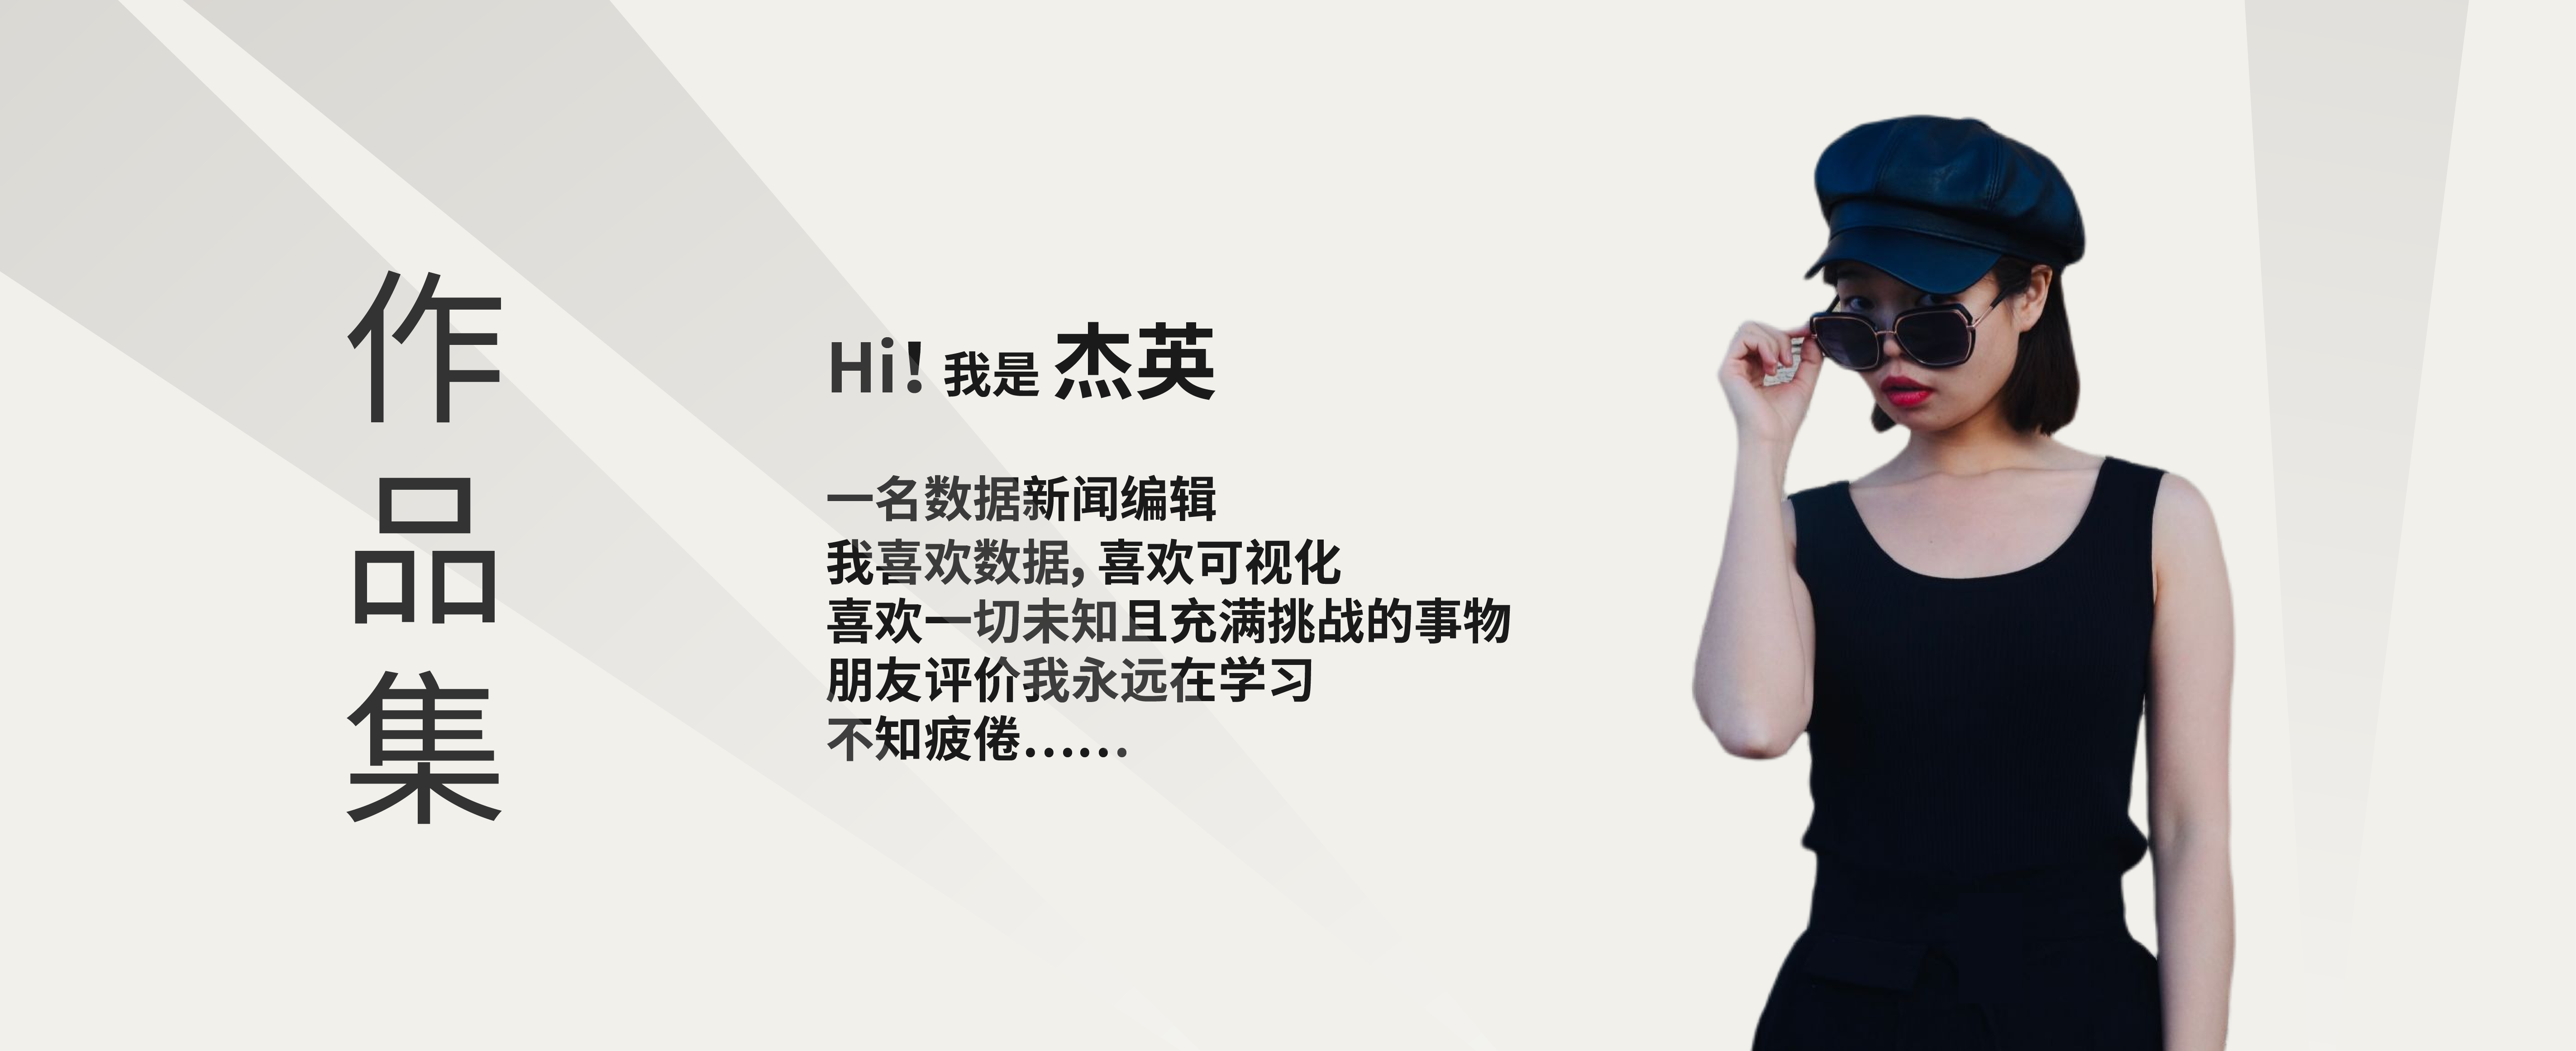 作品集
Hi! 我是 杰英
一名数据新闻编辑
我喜欢数据，喜欢可视化
喜欢一切未知且充满挑战的事物
朋友评价我永远在学习
不知疲倦……